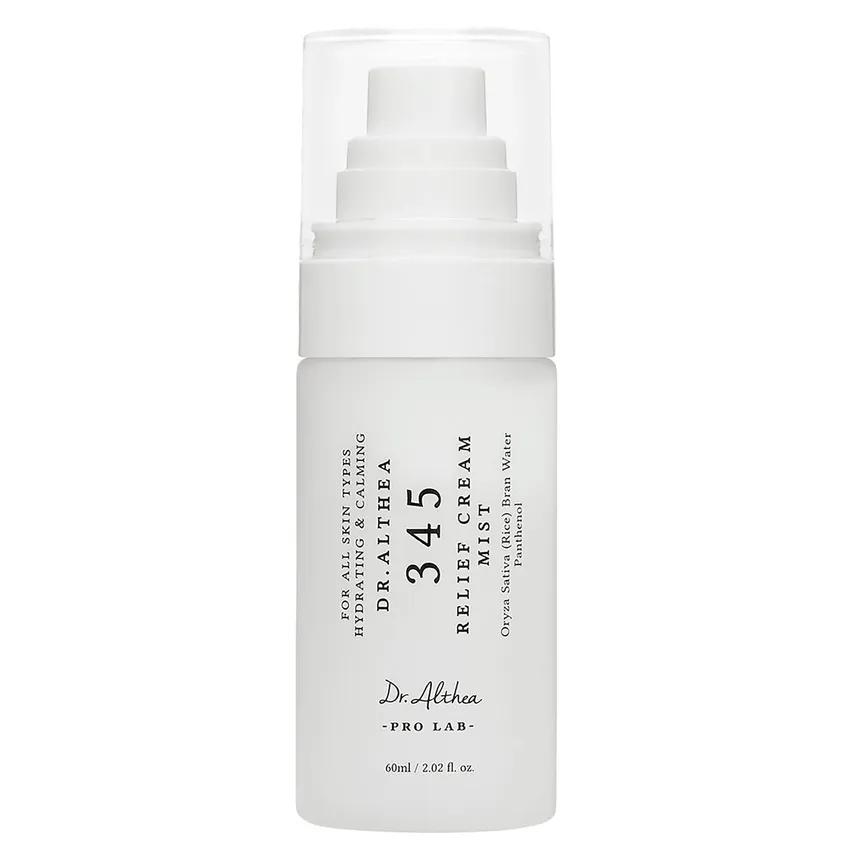 FOR ALL SKIN TYPES
HYDRATING & CALMING
DR.ALTHEA
345
RELIEF CREAM
MIST
Oryza Sativa (Rice) Bran Water
Panthenol
Dr.Althea
-PRO LAB-
60ml / 2.02 fl. oz.